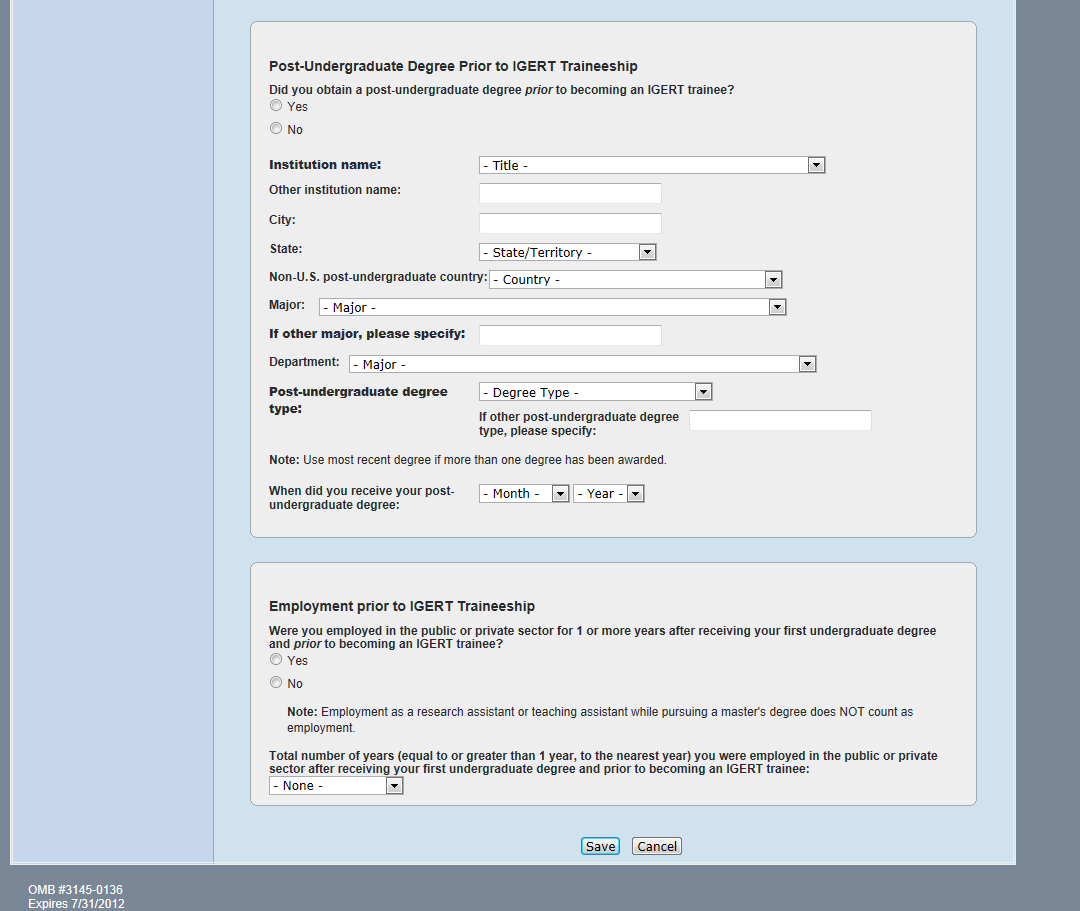 Post-Undergraduate Degree Prior to IGERT Traineeship
Did you obtain a post-undergraduate degree prior to becoming an IGERT trainee?
Yes
No
Institution name: - Title -
Other institution name:
City:
State: - State/Territory -
Non-U.S. post-undergraduate country: - Country -
Major: - Major -
If other major, please specify:
Department: - Major -
Post-undergraduate degree type: - Degree Type -
If other post-undergraduate degree
type, please specify:
Note: Use most recent degree if more than one degree has been awarded.
When did you receive your post-
undergraduate degree: - Month - - Year -
Employment prior to IGERT Traineeship
Were you employed in the public or private sector for 1 or more years after receiving your first undergraduate degree
and prior to becoming an IGERT trainee?
Yes
No
Note: Employment as a research assistant or teaching assistant while pursuing a master's degree does NOT count as
employment.
Total number of years (equal to or greater than 1 year, to the nearest year) you were employed in the public or private
sector after receiving your first undergraduate degree and prior to becoming an IGERT trainee:
- None -
Save Cancel
OMB #3145-0136
Expires 7/31/2012